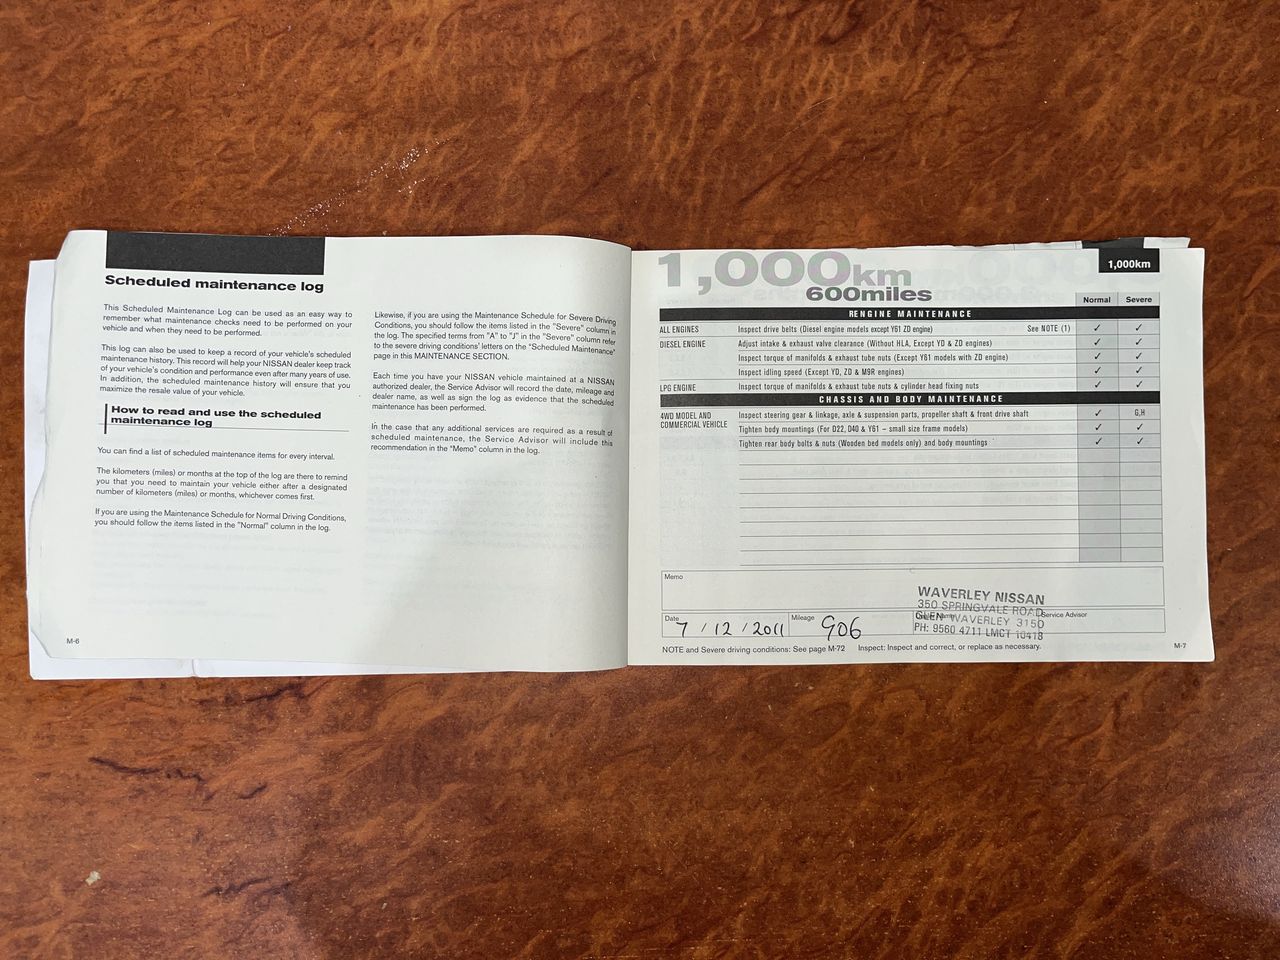 Scheduled maintenance log
This Scheduled Maintenance Log can be used as an easy way to
remember what maintenance checks need to be performed on your
vehicle and when they need to be performed.
This log can also be used to keep a record of your vehicle's scheduled
maintenance history. This record will help your NISSAN dealer keep track
of your vehicle's condition and performance even after many years of use.
In addition, the scheduled maintenance history will ensure that you
maximize the resale value of your vehicle.
How to read and use the scheduled
maintenance log
You can find a list of scheduled maintenance items for every interval.
The kilometers (miles) or months at the top of the log are there to remind
you that you need to maintain your vehicle either after a designated
number of kilometers (miles) or months, whichever comes first.
If you are using the Maintenance Schedule for Normal Driving Conditions,
you should follow the items listed in the "Normal" column in the log.
Likewise, if you are using the Maintenance Schedule for Severe Driving
Conditions, you should follow the items listed in the "Severe" column in
the log. The specified terms from "A" to "J" in the "Severe" column refer
to the severe driving conditions' letters on the "Scheduled Maintenance"
page in this MAINTENANCE SECTION.
Each time you have your NISSAN vehicle maintained at a NISSAN
authorized dealer, the Service Advisor will record the date, mileage and
dealer name, as well as sign the log as evidence that the scheduled
maintenance has been performed.
In the case that any additional services are required as a result of
scheduled maintenance, the Service Advisor will include this
recommendation in the "Memo" column in the log.
M-6
1,000km
600miles
1,000km
Normal Severe
RENGINE MAINTENANCE
ALL ENGINES Inspect drive belts (Diesel engine models except Y61 ZD engine) See NOTE (1) ✓ ✓
DIESEL ENGINE Adjust intake & exhaust valve clearance (Without HLA, Except YD & ZD engines) ✓ ✓
Inspect torque of manifolds & exhaust tube nuts (Except Y61 models with ZD engine) ✓ ✓
Inspect idling speed (Except YD, ZD & M9R engines) ✓ ✓
LPG ENGINE Inspect torque of manifolds & exhaust tube nuts & cylinder head fixing nuts ✓ ✓
CHASSIS AND BODY MAINTENANCE
4WD MODEL AND Inspect steering gear & linkage, axle & suspension parts, propeller shaft & front drive shaft ✓ G,H
COMMERCIAL VEHICLE Tighten body mountings (For D22, D40 & Y61 – small size frame models) ✓ ✓
Tighten rear body bolts & nuts (Wooden bed models only) and body mountings ✓ ✓
Memo
WAVERLEY NISSAN
350 SPRINGVALE ROAD
GLEN WAVERLEY 3150
PH: 9560 4711 LMCT 10418
Date 7 / 12 / 2011 Mileage 906 Service Advisor
NOTE and Severe driving conditions: See page M-72 Inspect: Inspect and correct, or replace as necessary.
M-7